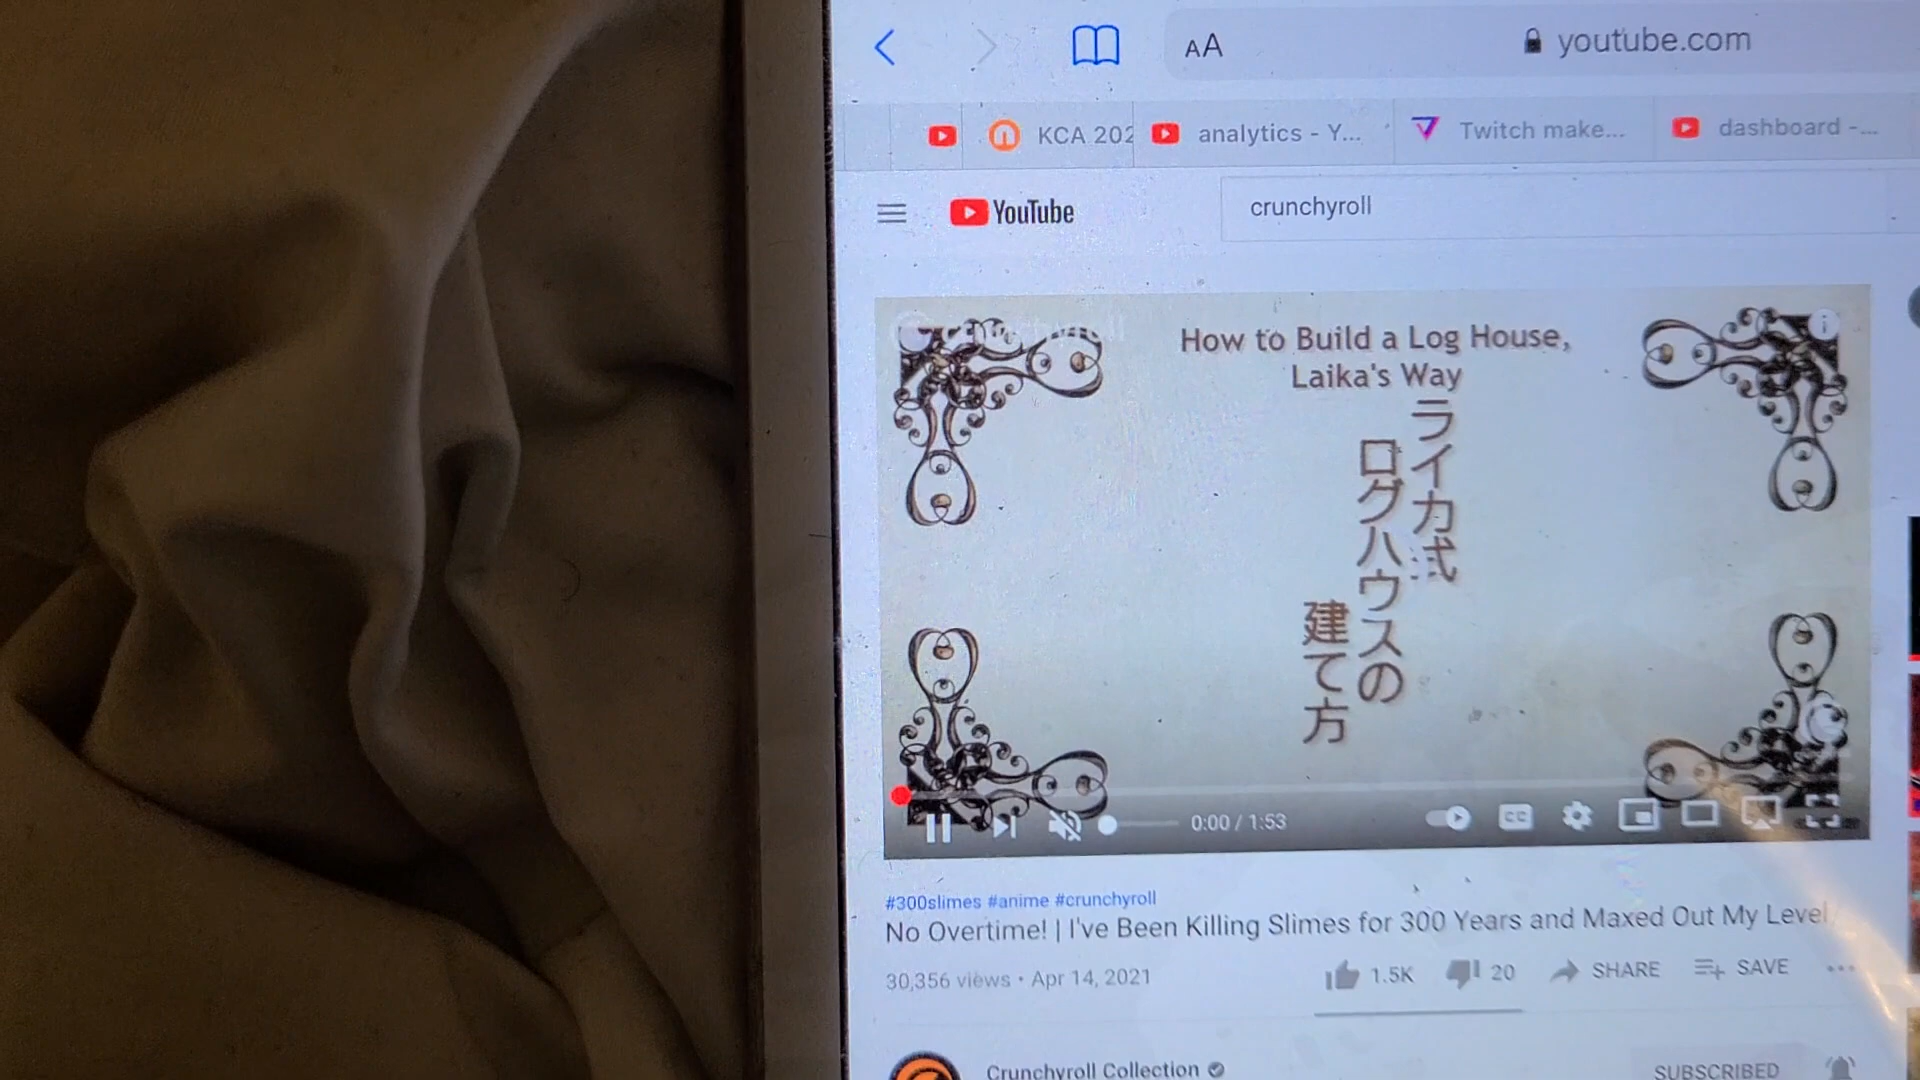 AA
youtube.com
KCA 202
analytics - Y...
Twitch make...
dashboard -...
YouTube
crunchyroll
How to Build a Log House,
Laika's Way
ライカ式
ログハウスの
建て方
0:00 / 1:53
CC
#300slimes #anime #crunchyroll
No Overtime! | I've Been Killing Slimes for 300 Years and Maxed Out My Level
30,356 views • Apr 14, 2021
1.5K
20
SHARE
SAVE
Crunchyroll Collection
SUBSCRIBED